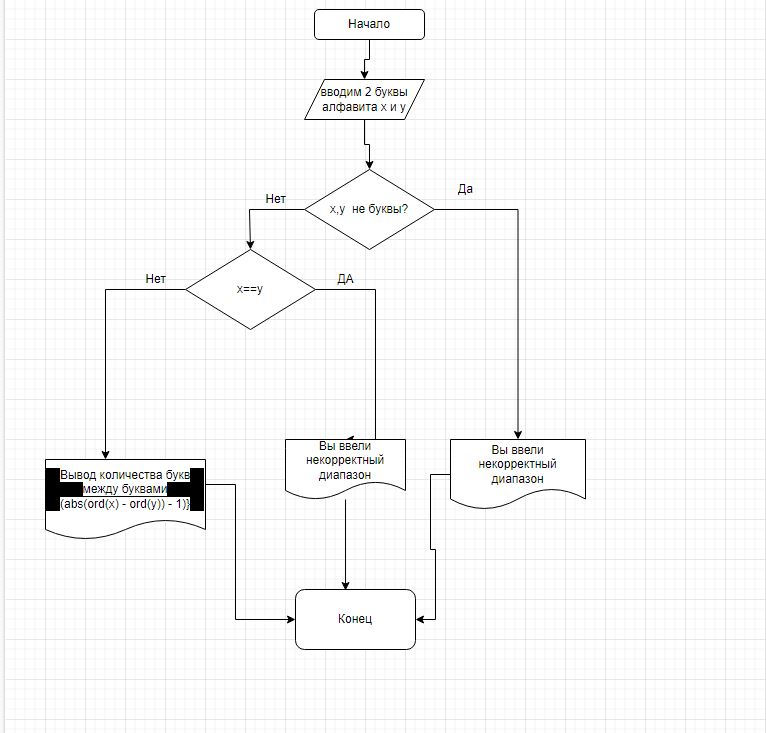 Начало
вводим 2 буквы
алфавита x и y
Нет
Да
x,y не буквы?
Нет
ДА
x==y
Вы ввели
некорректный
диапазон
Вы ввели
некорректный
диапазон
Вывод количества букв
между буквами
(abs(ord(x) - ord(y)) - 1)}
Конец